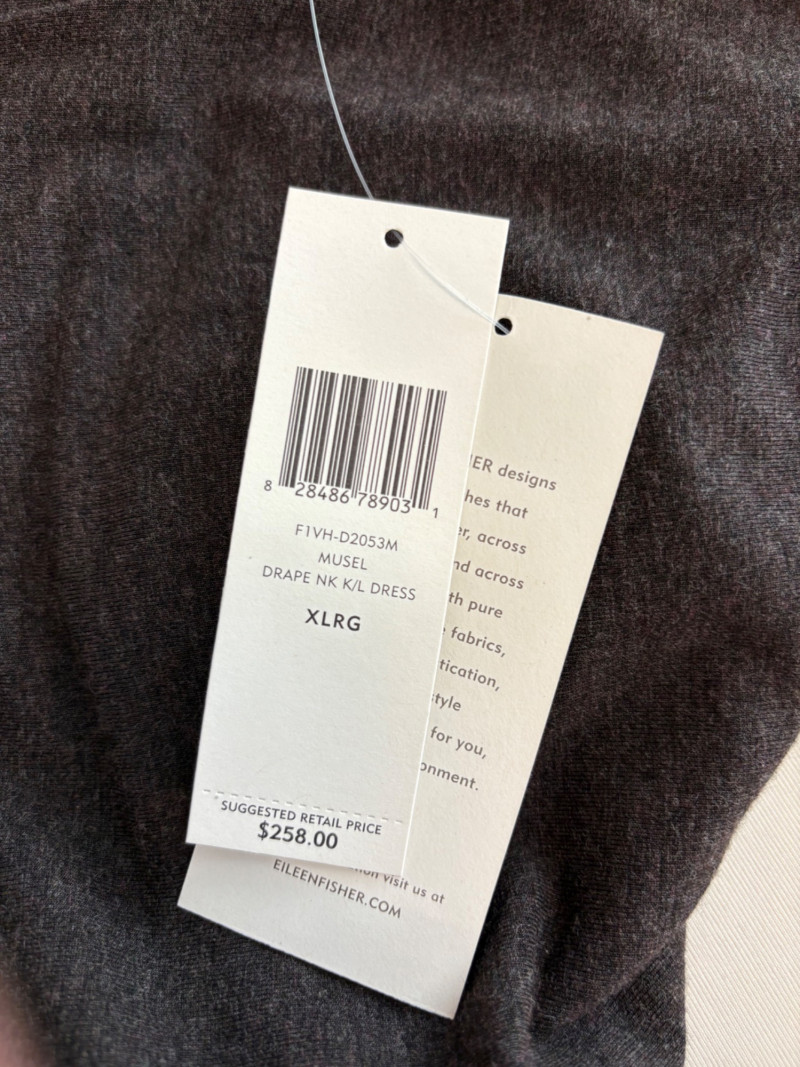 8 28486 78903 1
F1VH-D2053M
MUSEL
DRAPE NK K/L DRESS
XLRG
SUGGESTED RETAIL PRICE
$258.00
ER designs
hes that
er, across
nd across
th pure
fabrics,
tication,
style
for you,
onment.
visit us at
EILEENFISHER.COM